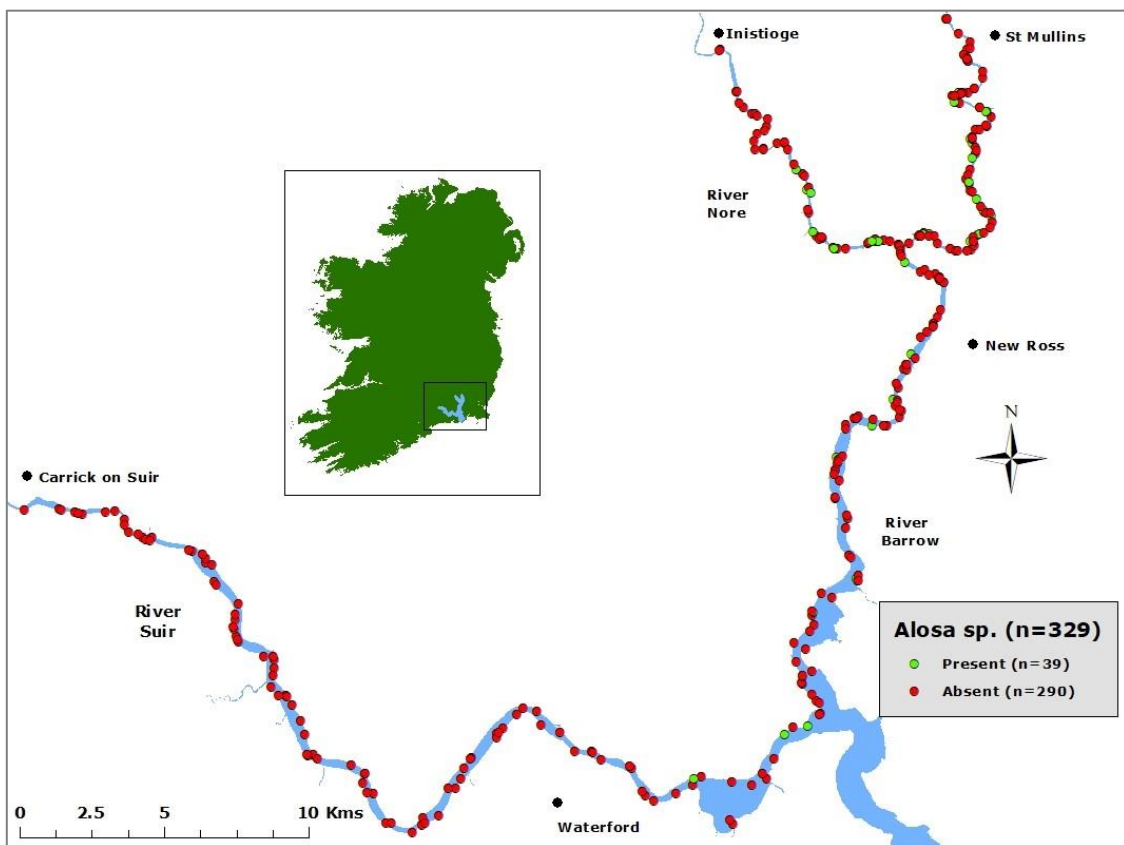 Inistioge
St Mullins
River
Nore
New Ross
N
Carrick on Suir
River
Barrow
River
Suir
Alosa sp. (n=329)
Present (n=39)
Absent (n=290)
0 2.5 5 10 Kms
Waterford